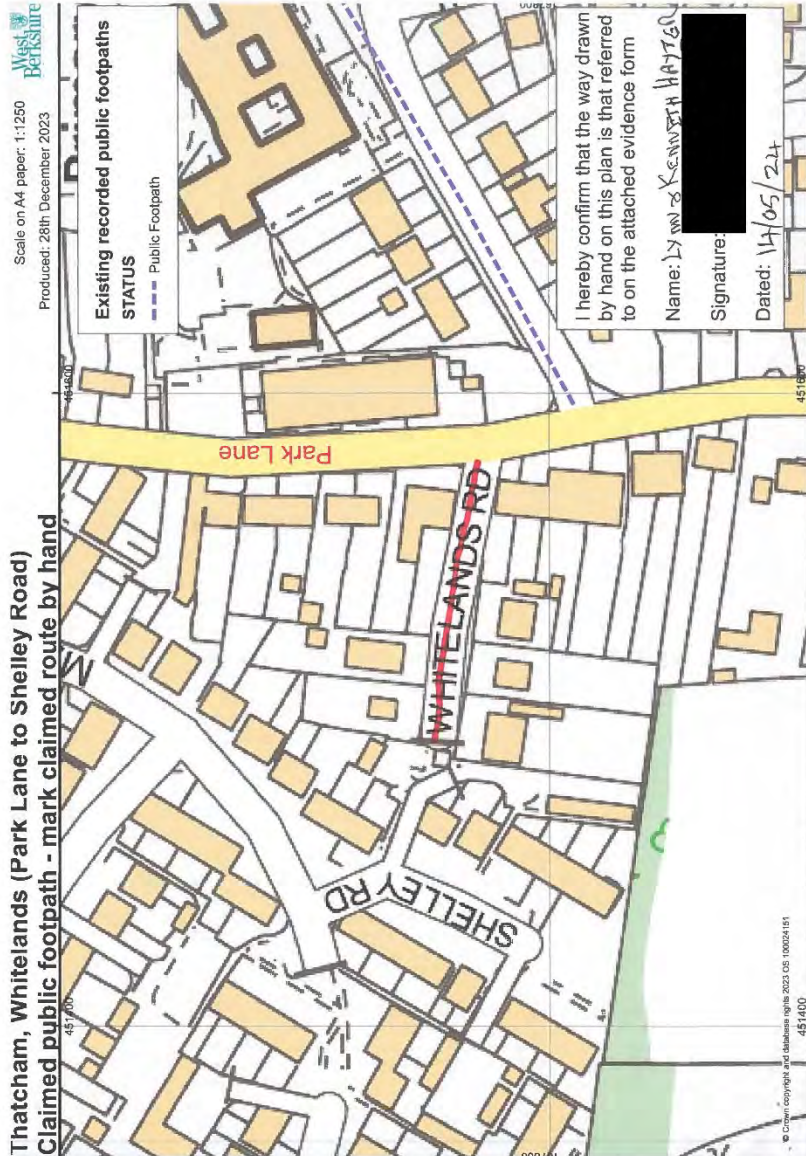 Thatcham, Whitelands (Park Lane to Shelley Road)
Claimed public footpath - mark claimed route by hand
Scale on A4 paper: 1:1250
Produced: 28th December 2023
West
Berkshire
Existing recorded public footpaths
STATUS
Public Footpath
Park Lane
WHITELANDS RD
SHELLEY RD
451400
451600
451400
451600
I hereby confirm that the way drawn
by hand on this plan is that referred
to on the attached evidence form
Name: LYNN & KENNETH
Signature:
Dated: 14/05/24
© Crown copyright and database rights 2023 OS 100024151